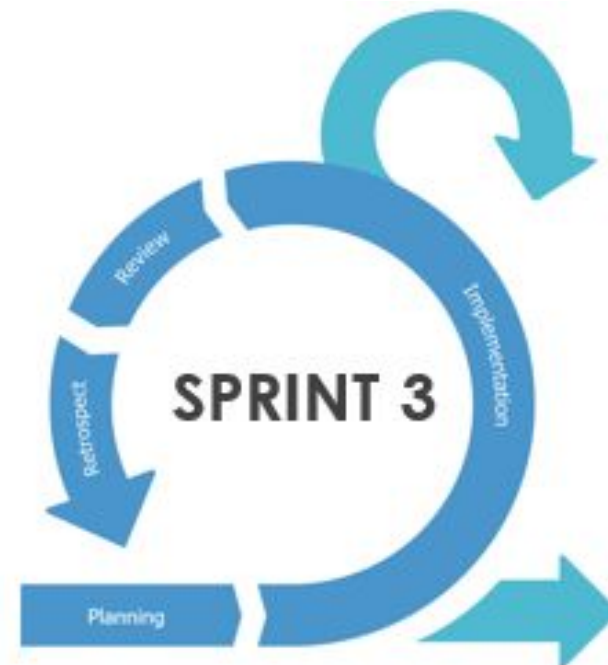 Review
Implementation
SPRINT 3
Retrospect
Planning